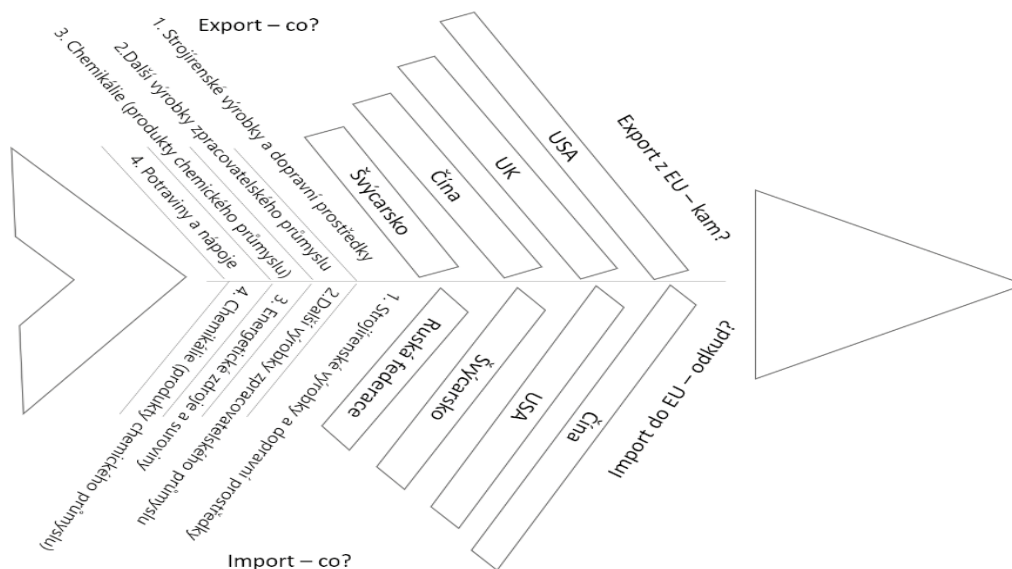 Export – co?
1. Strojírenské výrobky a dopravní prostředky
2.Další výrobky zpracovatelského průmyslu
3. Chemikálie (produkty chemického průmyslu)
4. Potraviny a nápoje
Švýcarsko
Čína
UK
USA
Export z EU – kam?
1. Strojírenské výrobky a dopravní prostředky
2.Další výrobky zpracovatelského průmyslu
3. Energetické zdroje a suroviny
4. Chemikálie (produkty chemického průmyslu)
Ruská federace
Švýcarsko
USA
Čína
Import do EU – odkud?
Import – co?